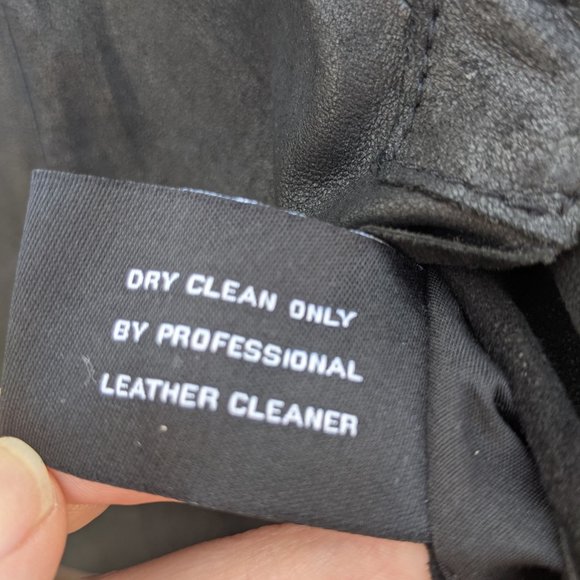 DRY CLEAN ONLY
BY PROFESSIONAL
LEATHER CLEANER